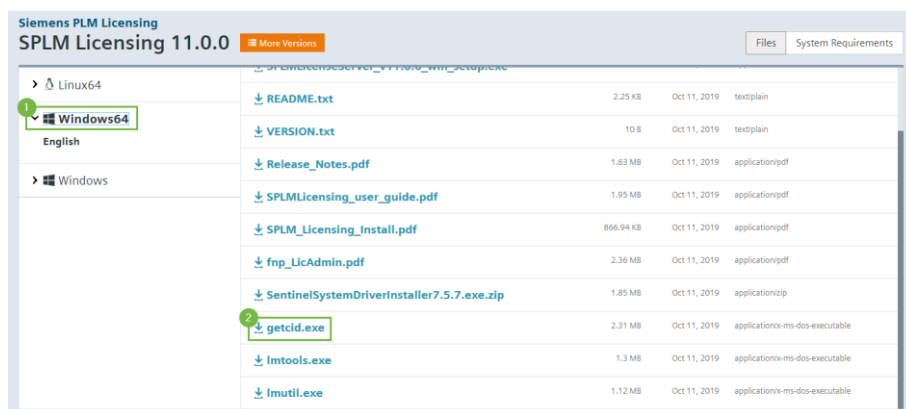 Siemens PLM Licensing
SPLM Licensing 11.0.0 More Versions Files System Requirements
SPLMLicenseServer_v11.0.0_win_setup.exe
Linux64
README.txt 2.25 KB Oct 11, 2019 text/plain
1
Windows64
VERSION.txt 10 B Oct 11, 2019 text/plain
English
Release_Notes.pdf 1.63 MB Oct 11, 2019 application/pdf
Windows
SPLMLicensing_user_guide.pdf 1.95 MB Oct 11, 2019 application/pdf
SPLM_Licensing_Install.pdf 866.94 KB Oct 11, 2019 application/pdf
fnp_LicAdmin.pdf 2.36 MB Oct 11, 2019 application/pdf
SentinelSystemDriverInstaller7.5.7.exe.zip 1.85 MB Oct 11, 2019 application/zip
2
getcid.exe 2.31 MB Oct 11, 2019 application/x-ms-dos-executable
lmtools.exe 1.3 MB Oct 11, 2019 application/x-ms-dos-executable
lmutil.exe 1.12 MB Oct 11, 2019 application/x-ms-dos-executable